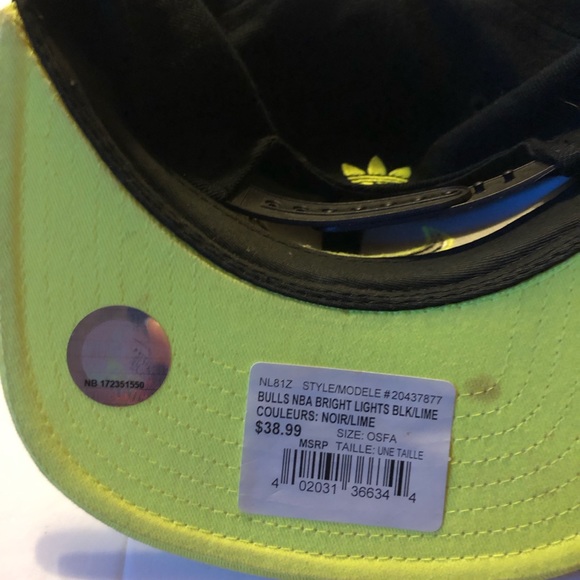 NB 172351550
NL81Z STYLE/MODELE #20437877
BULLS NBA BRIGHT LIGHTS BLK/LIME
COULEURS: NOIR/LIME
$38.99 SIZE: OSFA
MSRP TAILLE: UNE TAILLE
4 02031 36634 4